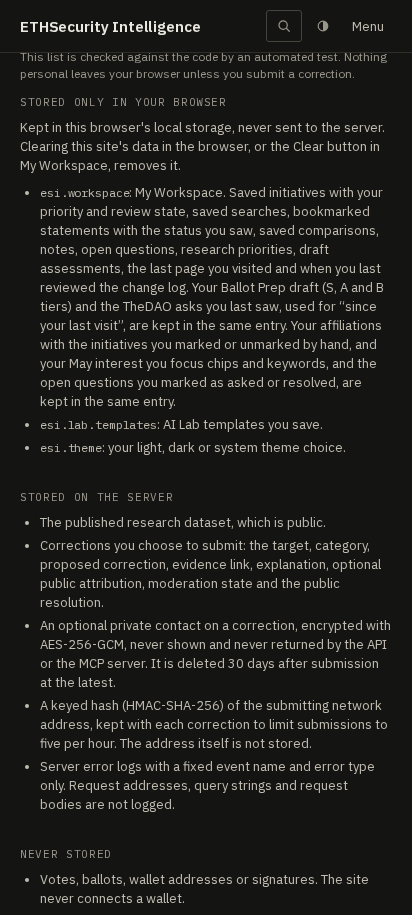 ETHSecurity Intelligence
Menu
This list is checked against the code by an automated test. Nothing
personal leaves your browser unless you submit a correction.
STORED ONLY IN YOUR BROWSER
Kept in this browser's local storage, never sent to the server.
Clearing this site's data in the browser, or the Clear button in
My Workspace, removes it.
• esi.workspace: My Workspace. Saved initiatives with your
priority and review state, saved searches, bookmarked
statements with the status you saw, saved comparisons,
notes, open questions, research priorities, draft
assessments, the last page you visited and when you last
reviewed the change log. Your Ballot Prep draft (S, A and B
tiers) and the TheDAO asks you last saw, used for “since
your last visit”, are kept in the same entry. Your affiliations
with the initiatives you marked or unmarked by hand, and
your May interest you focus chips and keywords, and the
open questions you marked as asked or resolved, are
kept in the same entry.
• esi.lab.templates: AI Lab templates you save.
• esi.theme: your light, dark or system theme choice.
STORED ON THE SERVER
• The published research dataset, which is public.
• Corrections you choose to submit: the target, category,
proposed correction, evidence link, explanation, optional
public attribution, moderation state and the public
resolution.
• An optional private contact on a correction, encrypted with
AES-256-GCM, never shown and never returned by the API
or the MCP server. It is deleted 30 days after submission
at the latest.
• A keyed hash (HMAC-SHA-256) of the submitting network
address, kept with each correction to limit submissions to
five per hour. The address itself is not stored.
• Server error logs with a fixed event name and error type
only. Request addresses, query strings and request
bodies are not logged.
NEVER STORED
• Votes, ballots, wallet addresses or signatures. The site
never connects a wallet.